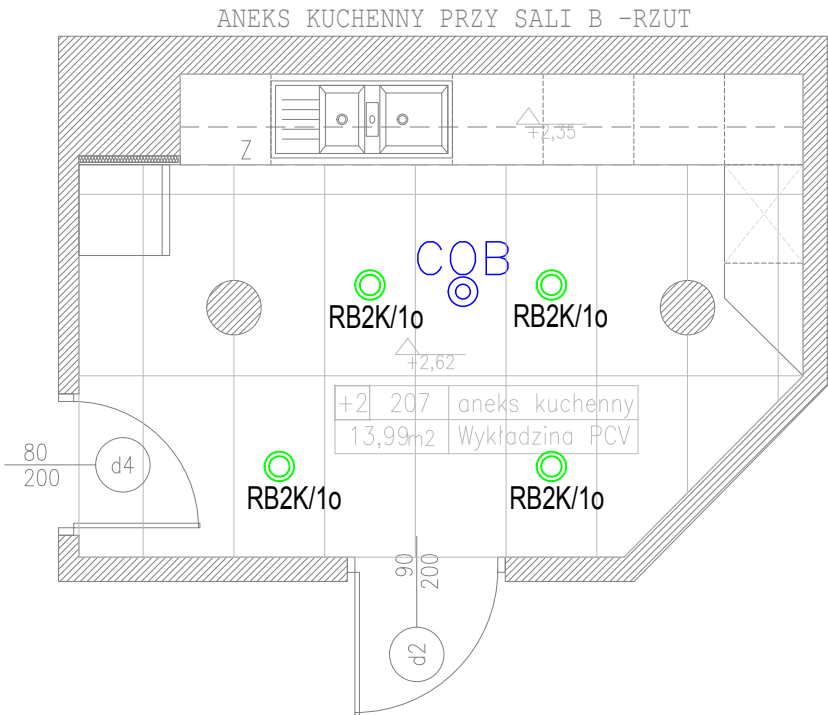 ANEKS KUCHENNY PRZY SALI B -RZUT
+2,35
Z
COB
RB2K/1o
RB2K/1o
+2,62
+2 207 aneks kuchenny
13,99m2 Wykładzina PCV
80
200
d4
RB2K/1o
RB2K/1o
90
200
d2